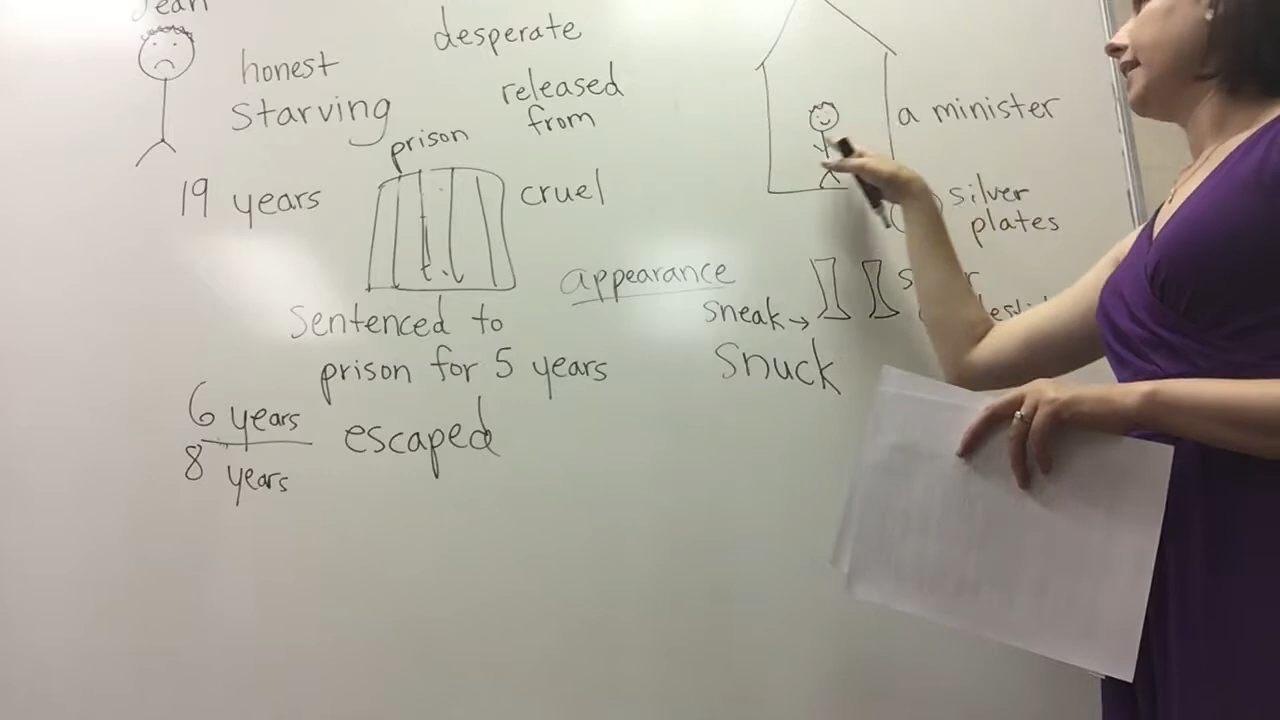 Jean
desperate
honest
starving
released
from
prison
a minister
19 years
cruel
silver
plates
appearance
sneak→
snuck
Sentenced to
prison for 5 years
6 years
8 years
escaped